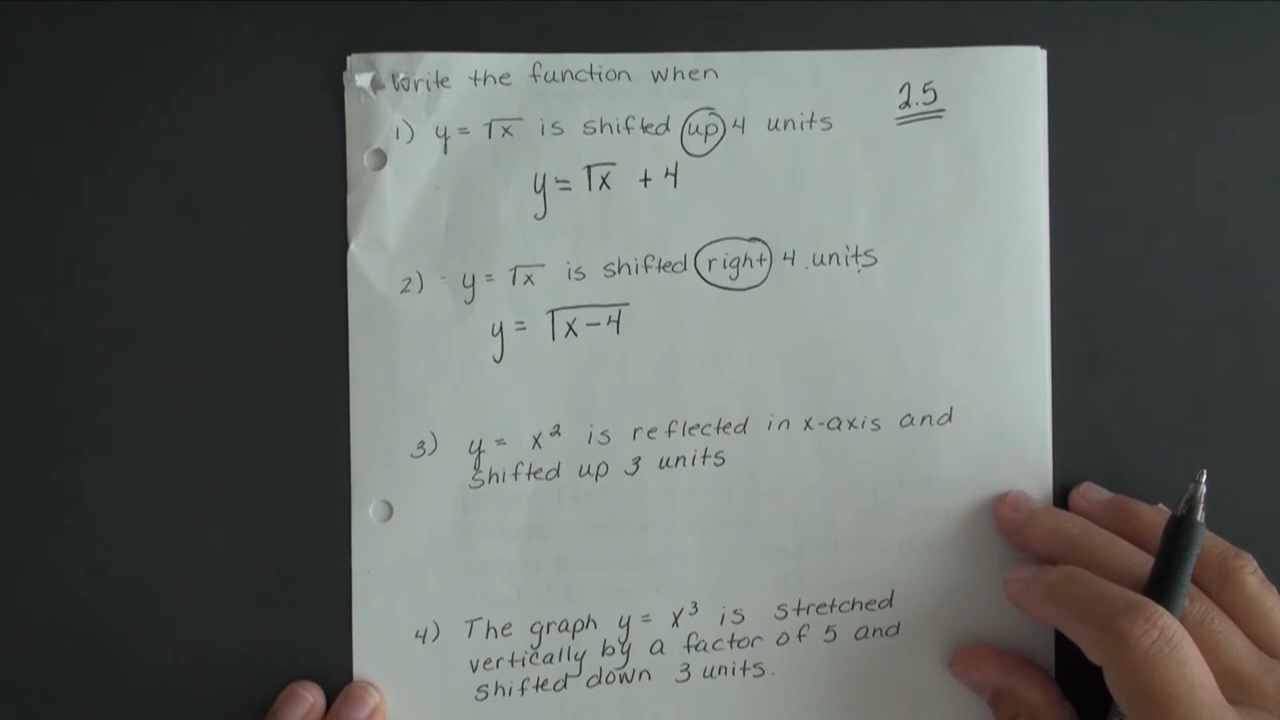 Write the function when
2.5
1) y = √x is shifted up 4 units
y = √x + 4
2) y = √x is shifted right 4 units
y = √x-4
3) y = x² is reflected in x-axis and
shifted up 3 units
4) The graph y = x³ is stretched
vertically by a factor of 5 and
shifted down 3 units.